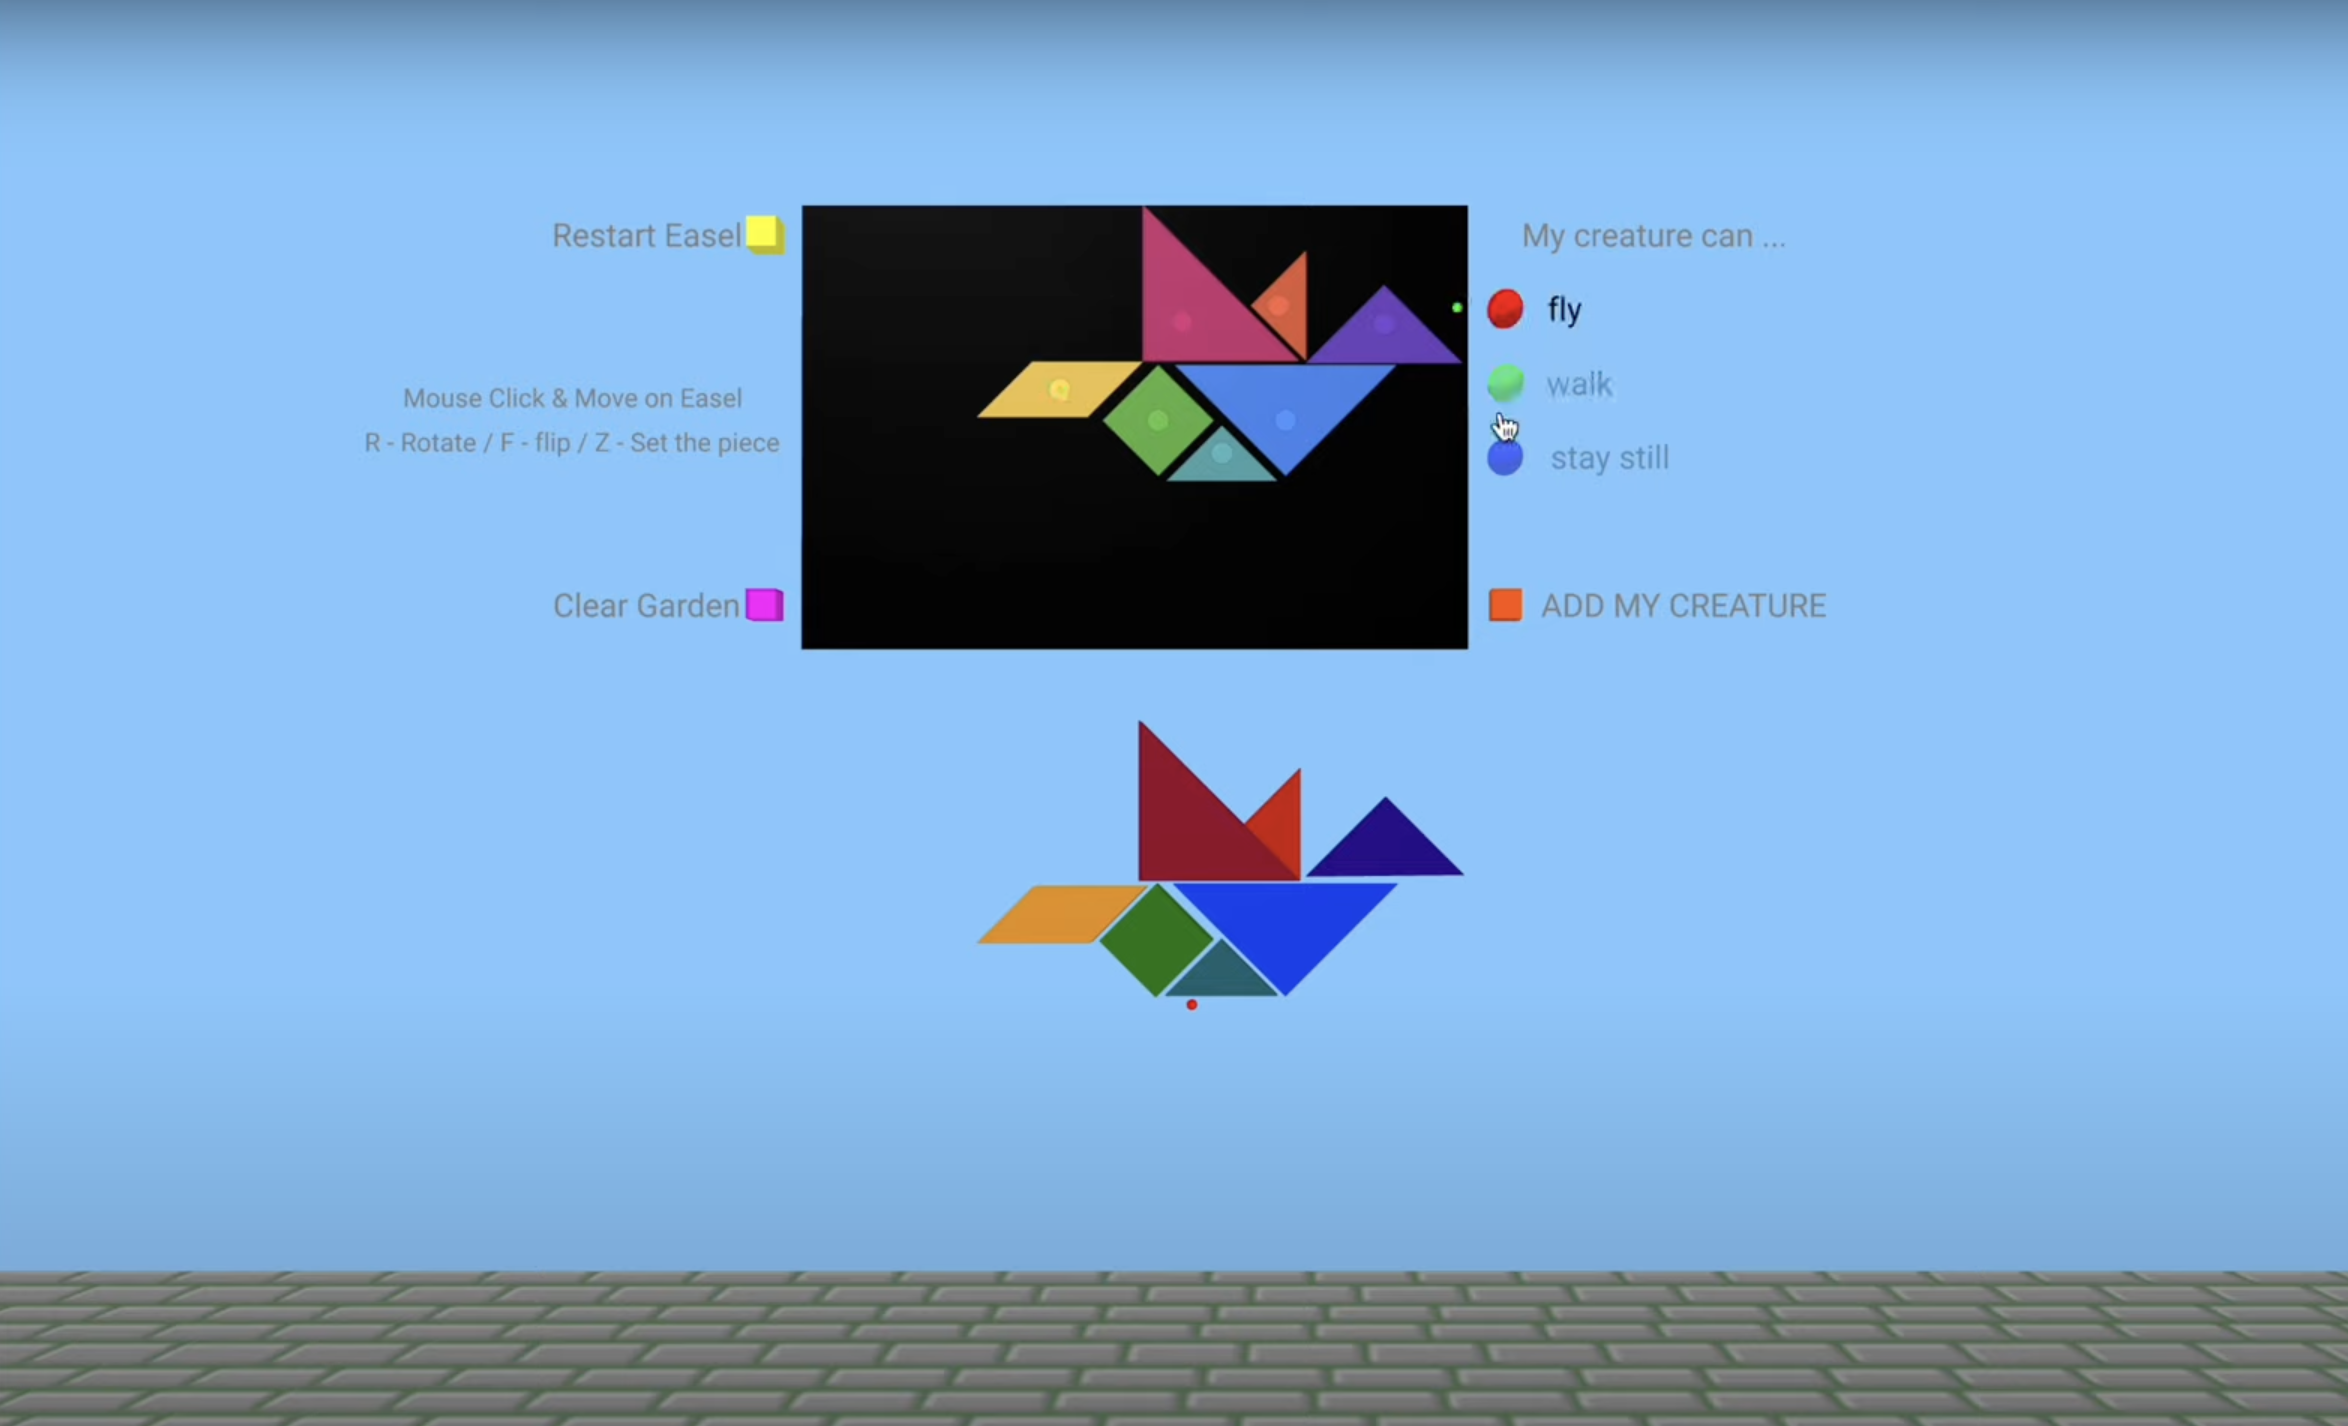 Restart Easel
My creature can ...
fly
Mouse Click & Move on Easel
walk
R - Rotate / F - flip / Z - Set the piece
stay still
Clear Garden
ADD MY CREATURE